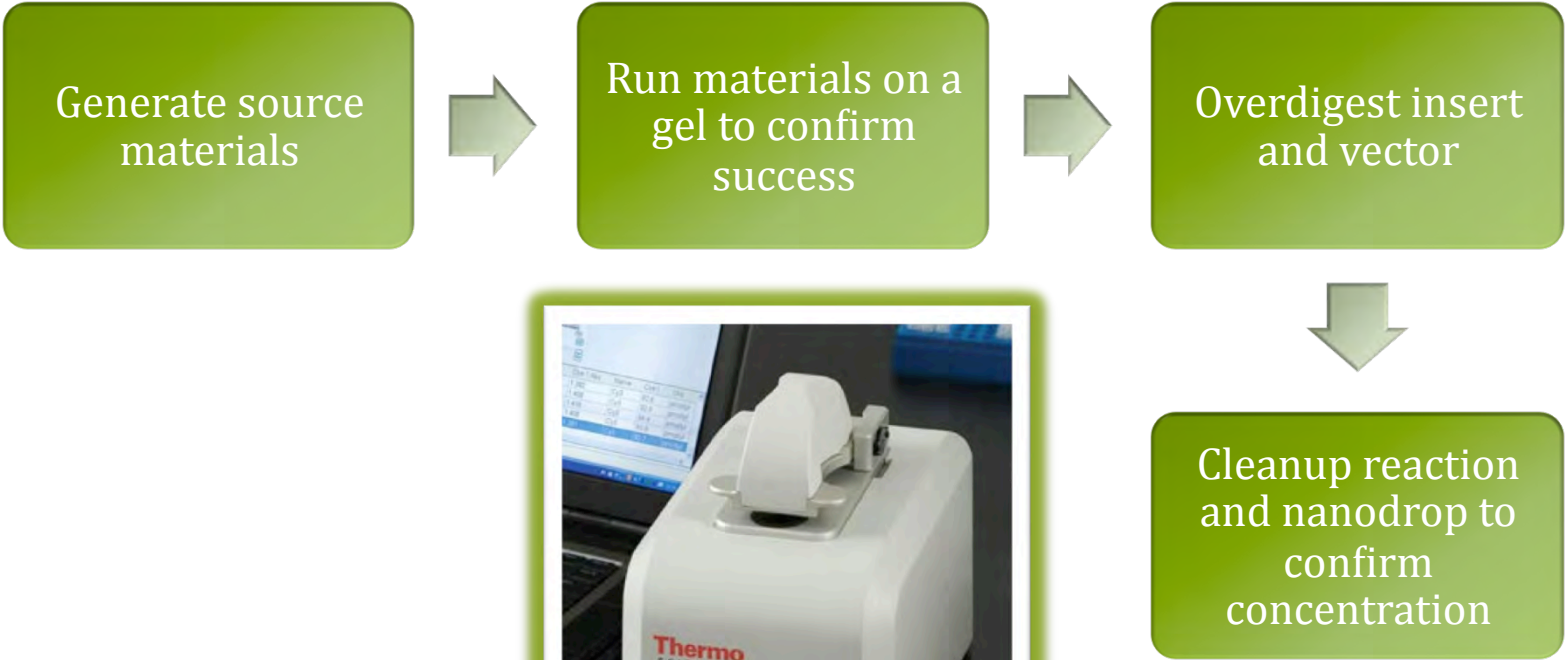 Generate source
materials
Run materials on a
gel to confirm
success
Overdigest insert
and vector
Cleanup reaction
and nanodrop to
confirm
concentration
Thermo